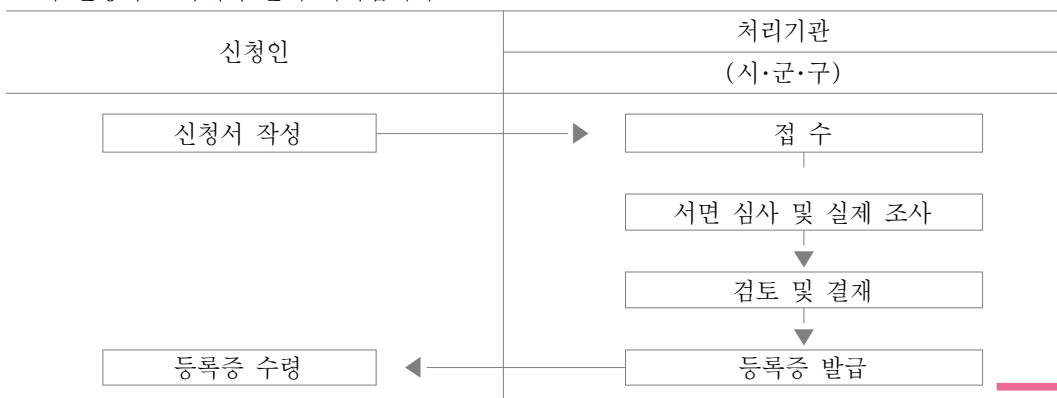 신청인
처리기관
(시·군·구)
신청서 작성
접 수
서면 심사 및 실제 조사
검토 및 결재
등록증 수령
등록증 발급